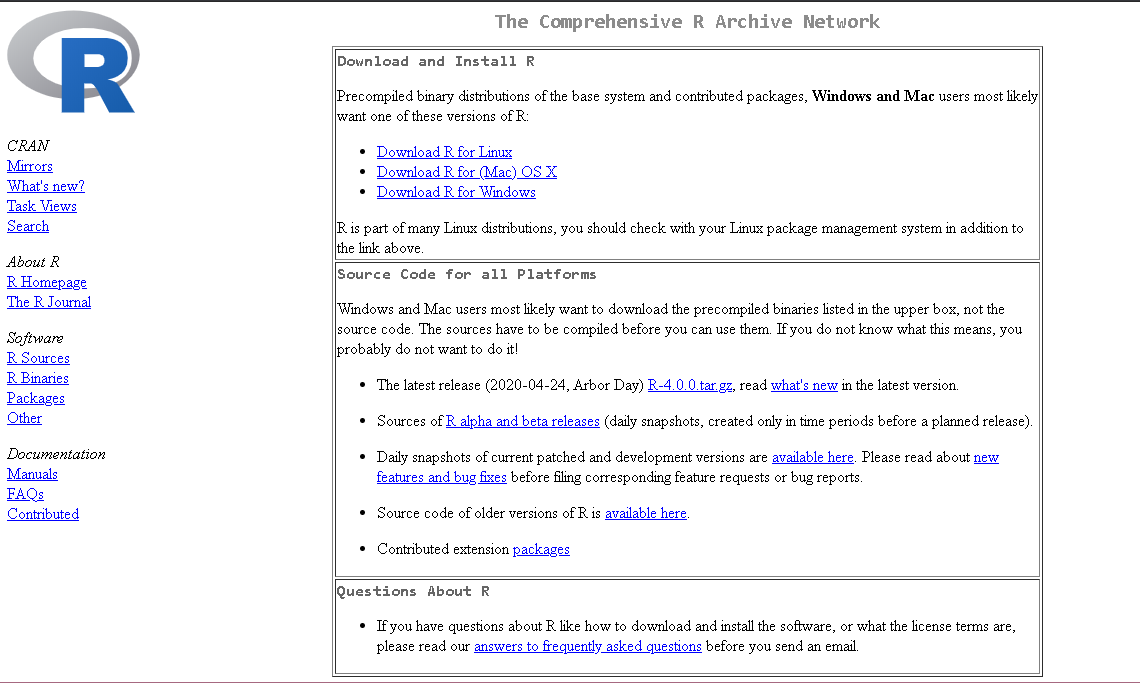 R
CRAN
Mirrors
What's new?
Task Views
Search
About R
R Homepage
The R Journal
Software
R Sources
R Binaries
Packages
Other
Documentation
Manuals
FAQs
Contributed
The Comprehensive R Archive Network
Download and Install R
Precompiled binary distributions of the base system and contributed packages, Windows and Mac users most likely
want one of these versions of R:
Download R for Linux
Download R for (Mac) OS X
Download R for Windows
R is part of many Linux distributions, you should check with your Linux package management system in addition to
the link above.
Source Code for all Platforms
Windows and Mac users most likely want to download the precompiled binaries listed in the upper box, not the
source code. The sources have to be compiled before you can use them. If you do not know what this means, you
probably do not want to do it!
The latest release (2020-04-24, Arbor Day) R-4.0.0.tar.gz, read what's new in the latest version.
Sources of R alpha and beta releases (daily snapshots, created only in time periods before a planned release).
Daily snapshots of current patched and development versions are available here. Please read about new
features and bug fixes before filing corresponding feature requests or bug reports.
Source code of older versions of R is available here.
Contributed extension packages
Questions About R
If you have questions about R like how to download and install the software, or what the license terms are,
please read our answers to frequently asked questions before you send an email.